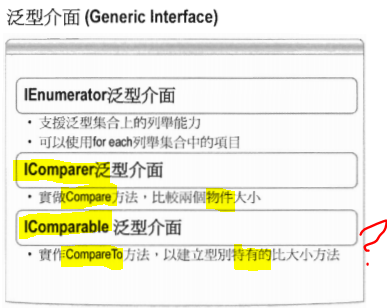 泛型介面 (Generic Interface)
IEnumerator泛型介面
• 支援泛型集合上的列舉能力
• 可以使用for each列舉集合中的項目
IComparer泛型介面
• 實做Compare方法，比較兩個物件大小
IComparable 泛型介面
• 實作CompareTo方法，以建立型別特有的比大小方法
?